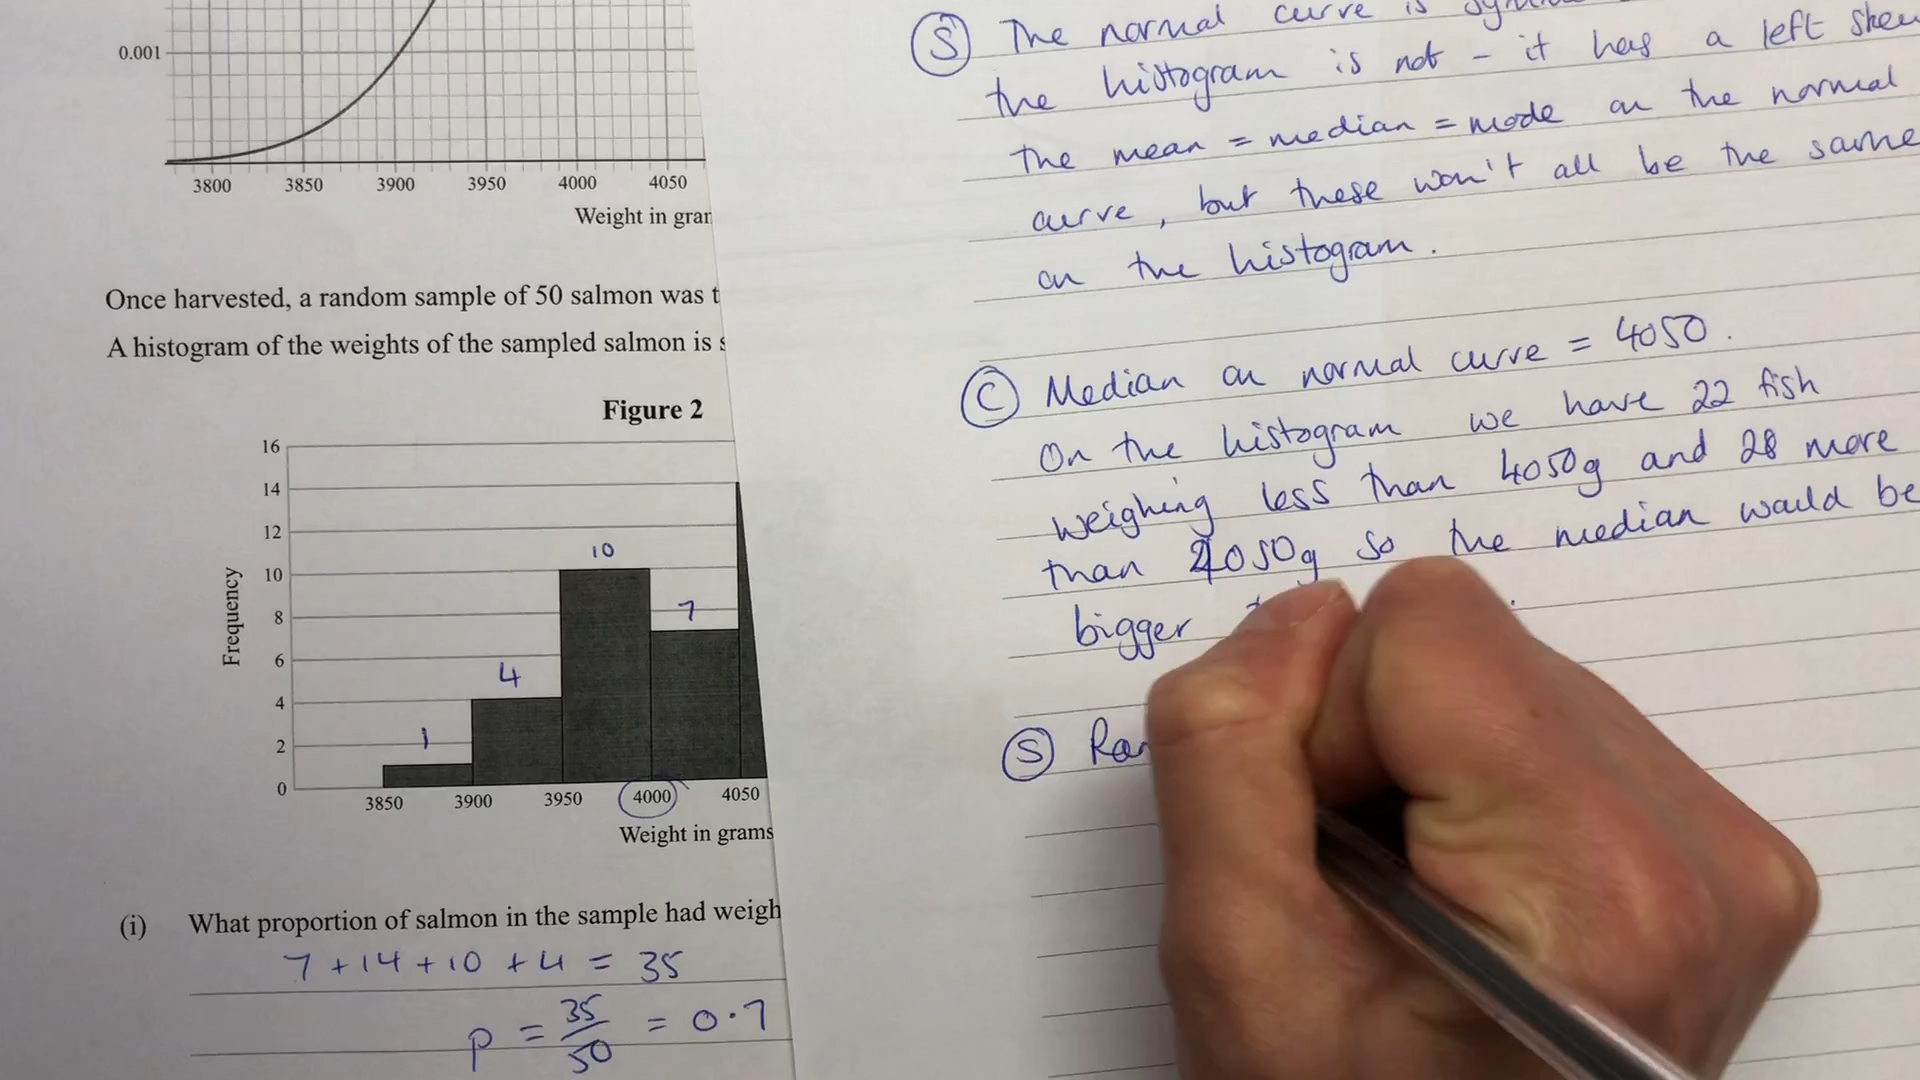 0.001
3800 3850 3900 3950 4000 4050
Weight in gra
Once harvested, a random sample of 50 salmon was t
A histogram of the weights of the sampled salmon is s
Figure 2
16
14
12
10
8
6
4
2
0
Frequency
1
4
10
7
3850 3900 3950 4000 4050
Weight in grams
(i) What proportion of salmon in the sample had weigh
7 + 14 + 10 + 4 = 35
p = 35/50 = 0.7
S The normal curve is
the histogram is not - it has a left skew
the mean = median = mode on the normal
curve, but these won't all be the same
on the histogram.
C Median on normal curve = 4050.
On the histogram we have 22 fish
weighing less than 4050g and 28 more
than 4050g so the median would be
bigger
S